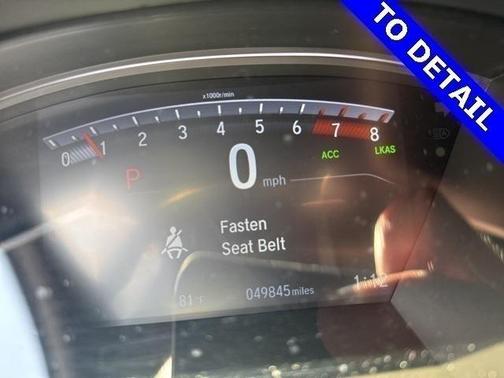 TO DETAIL
x1000r/min
0 1 2 3 4 5 6 7 8
P 0 mph ACC LKAS
Fasten
Seat Belt
81°F 049845 miles 1:12